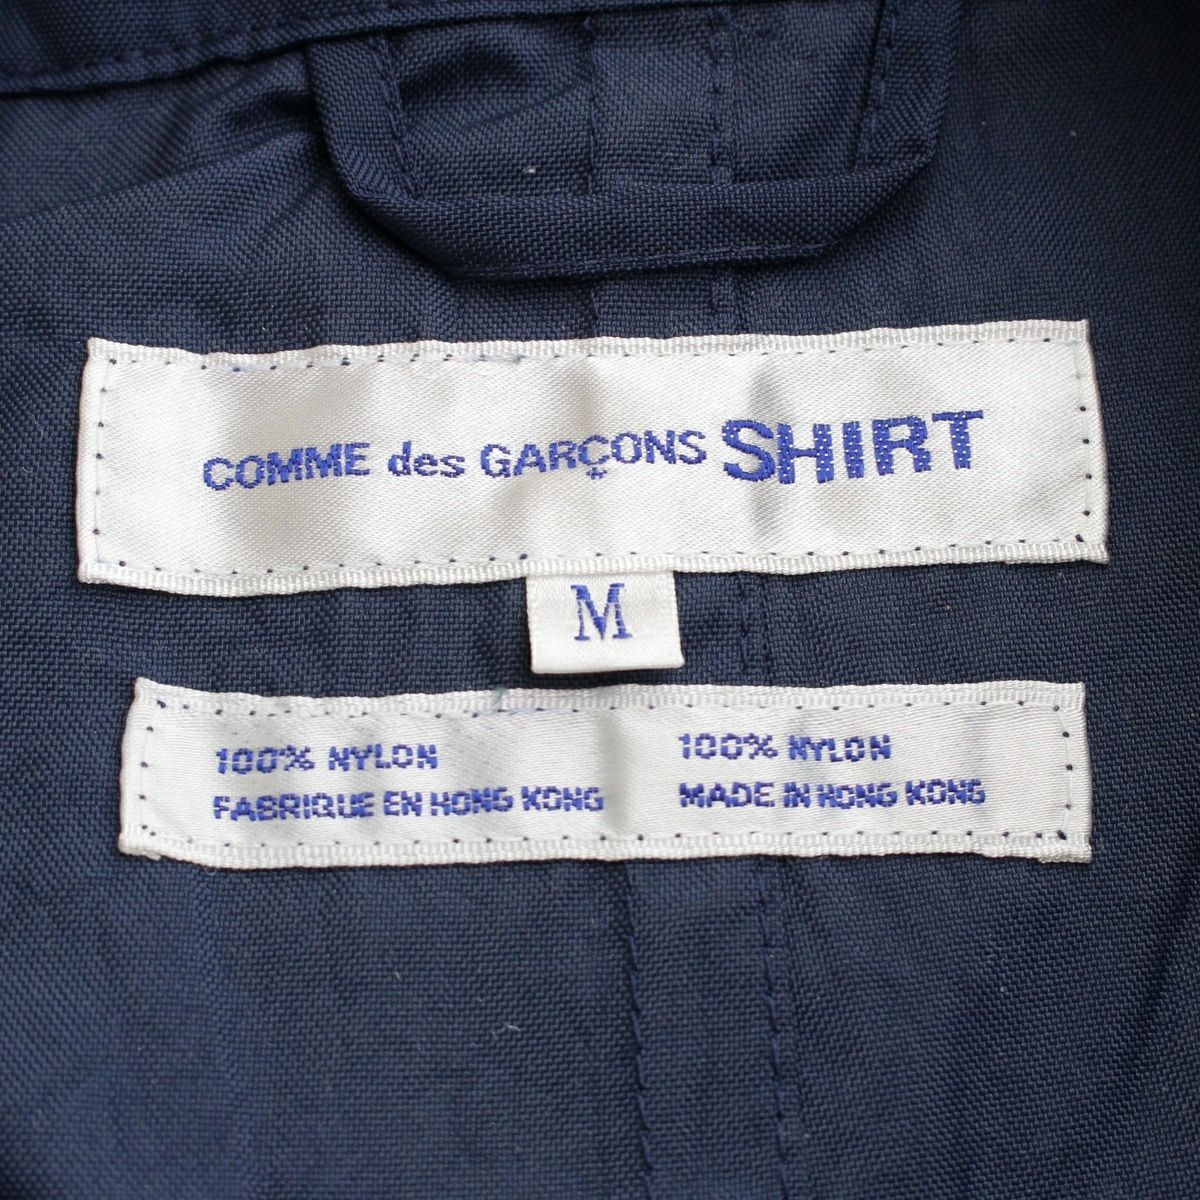 COMME des GARÇONS SHIRT
M
100% NYLON
FABRIQUE EN HONG KONG
100% NYLON
MADE IN HONG KONG